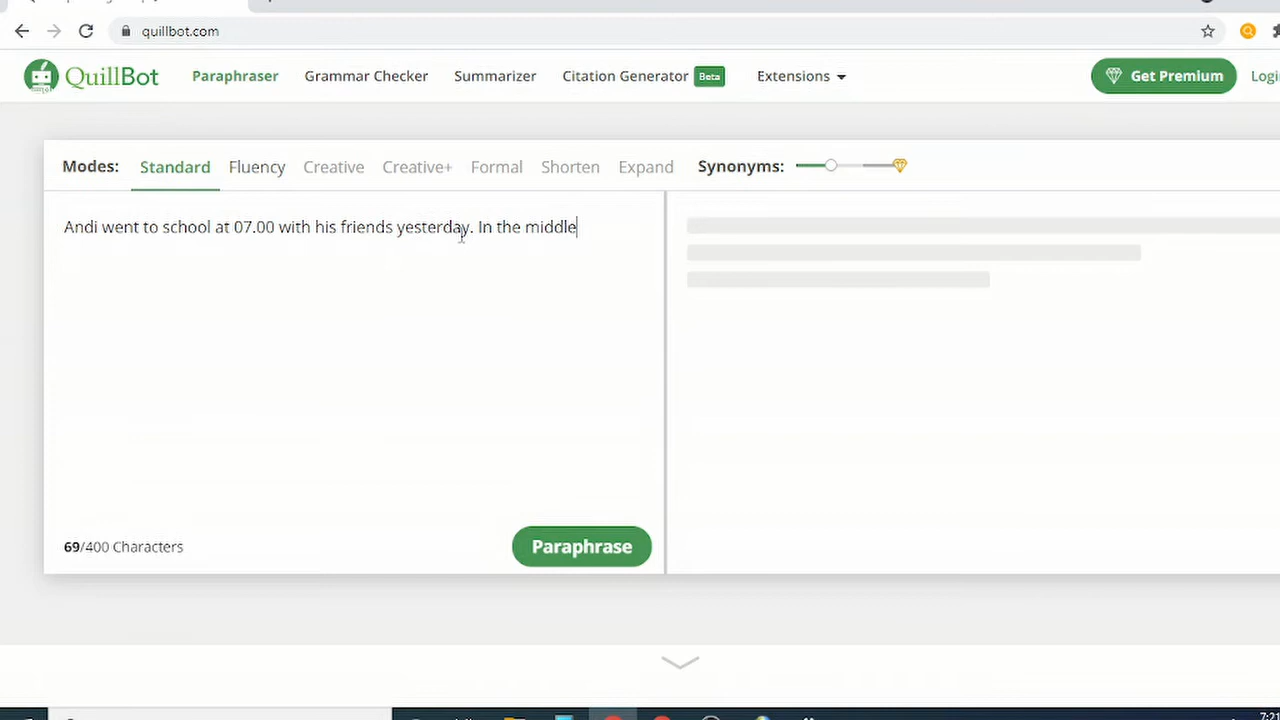 quillbot.com
QuillBot Paraphraser Grammar Checker Summarizer Citation Generator Beta Extensions Get Premium
Modes: Standard Fluency Creative Creative+ Formal Shorten Expand Synonyms:
Andi went to school at 07.00 with his friends yesterday. In the middle
69/400 Characters Paraphrase